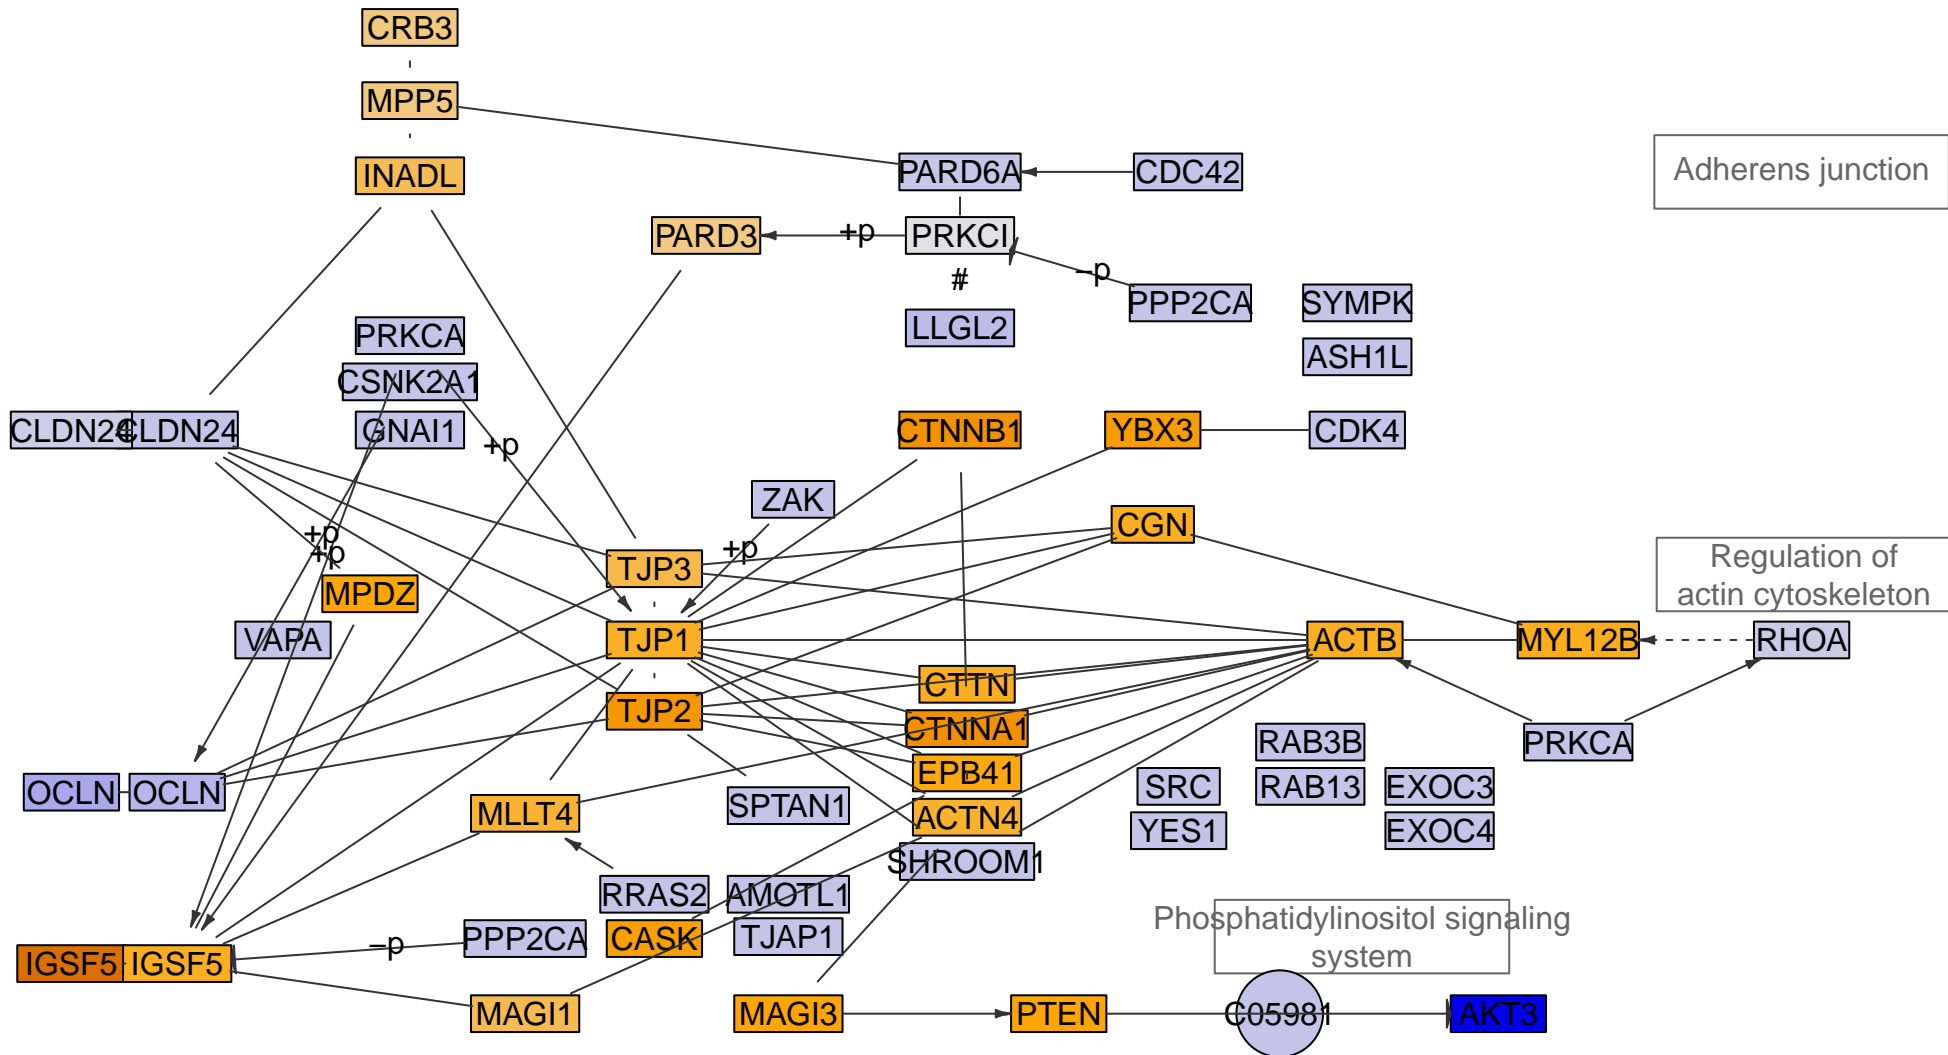 CRB3
MPP5
INADL
PARD6A
CDC42
Adherens junction
PARD3
+p
PRKCI
#
−p
PPP2CA
SYMPK
LLGL2
ASH1L
PRKCA
CSNK2A1
CLDN24
CLDN24
GNAI1
+p
CTNNB1
YBX3
CDK4
ZAK
CGN
+p
+p
+p
TJP3
MPDZ
Regulation of
actin cytoskeleton
VAPA
TJP1
ACTB
MYL12B
RHOA
CTTN
TJP2
CTNNA1
RAB3B
PRKCA
EPB41
OCLN
OCLN
MLLT4
SPTAN1
SRC
RAB13
EXOC3
ACTN4
YES1
EXOC4
SHROOM1
RRAS2
AMOTL1
PPP2CA
CASK
TJAP1
−p
Phosphatidylinositol signaling
system
IGSF5
IGSF5
MAGI1
MAGI3
PTEN
C05981
AKT3